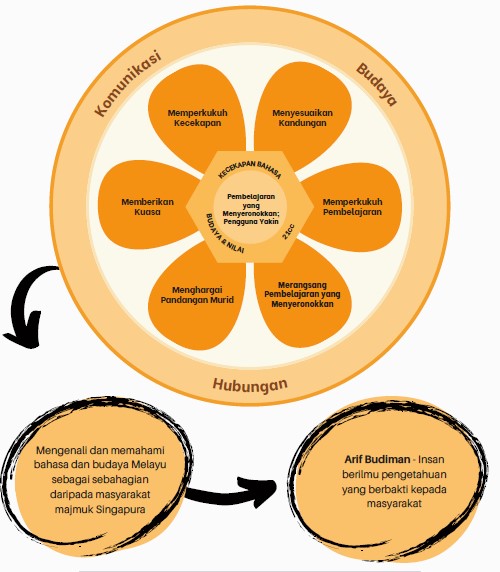 Komunikasi
Budaya
Memperkukuh
Kecekapan
Menyesuaikan
Kandungan
Memberikan
Kuasa
KECEKAPAN BAHASA
Pembelajaran
yang
Menyeronokkan;
Pengguna Yakin
BUDAYA & NILAI
21cc
Memperkukuh
Pembelajaran
Menghargai
Pandangan Murid
Merangsang
Pembelajaran yang
Menyeronokkan
Hubungan
Mengenali dan memahami
bahasa dan budaya Melayu
sebagai sebahagian
daripada masyarakat
majmuk Singapura
Arif Budiman - Insan
berilmu pengetahuan
yang berbakti kepada
masyarakat